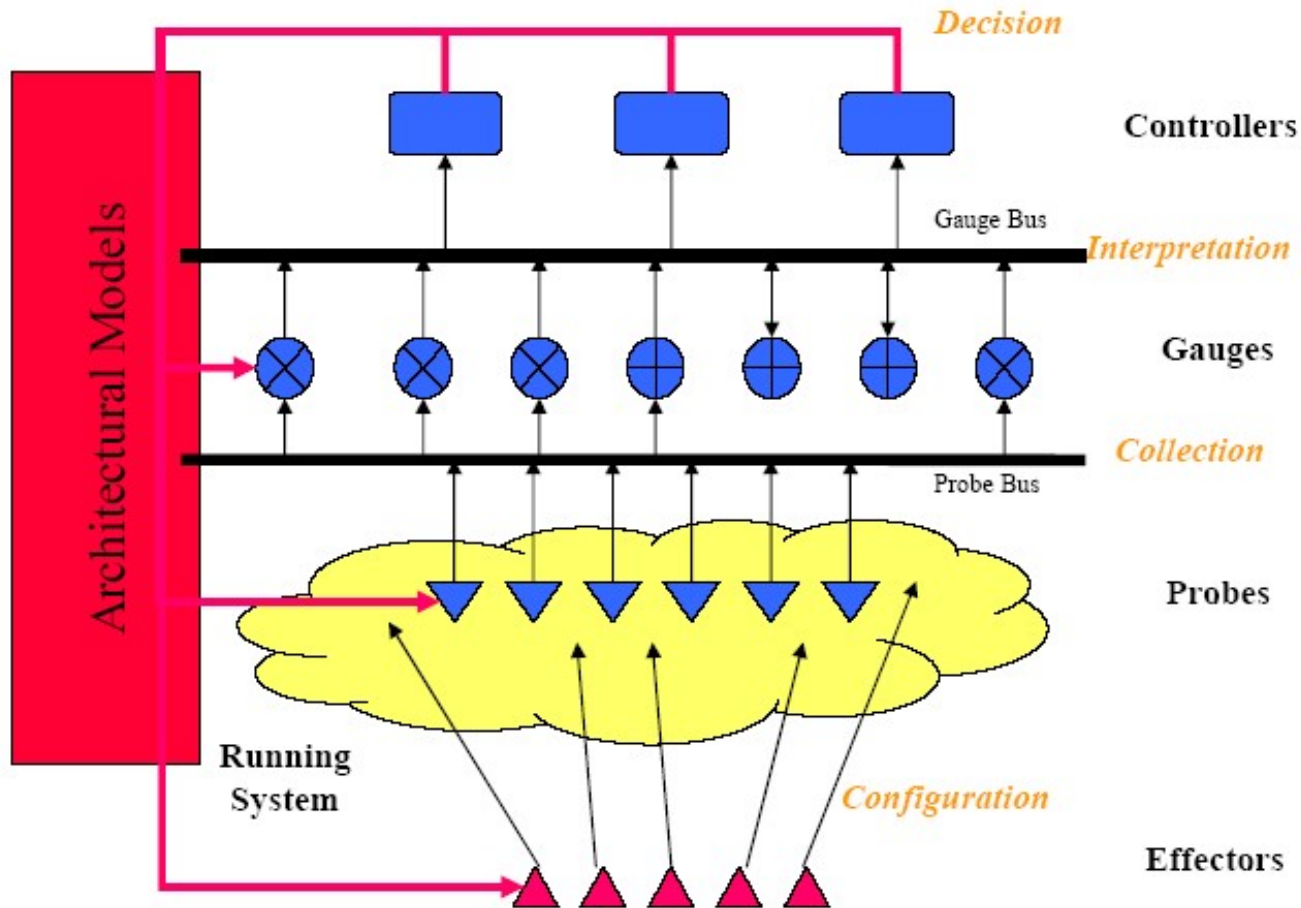 Decision
Controllers
Gauge Bus
Interpretation
Gauges
Collection
Probe Bus
Probes
Architectural Models
Running
System
Configuration
Effectors